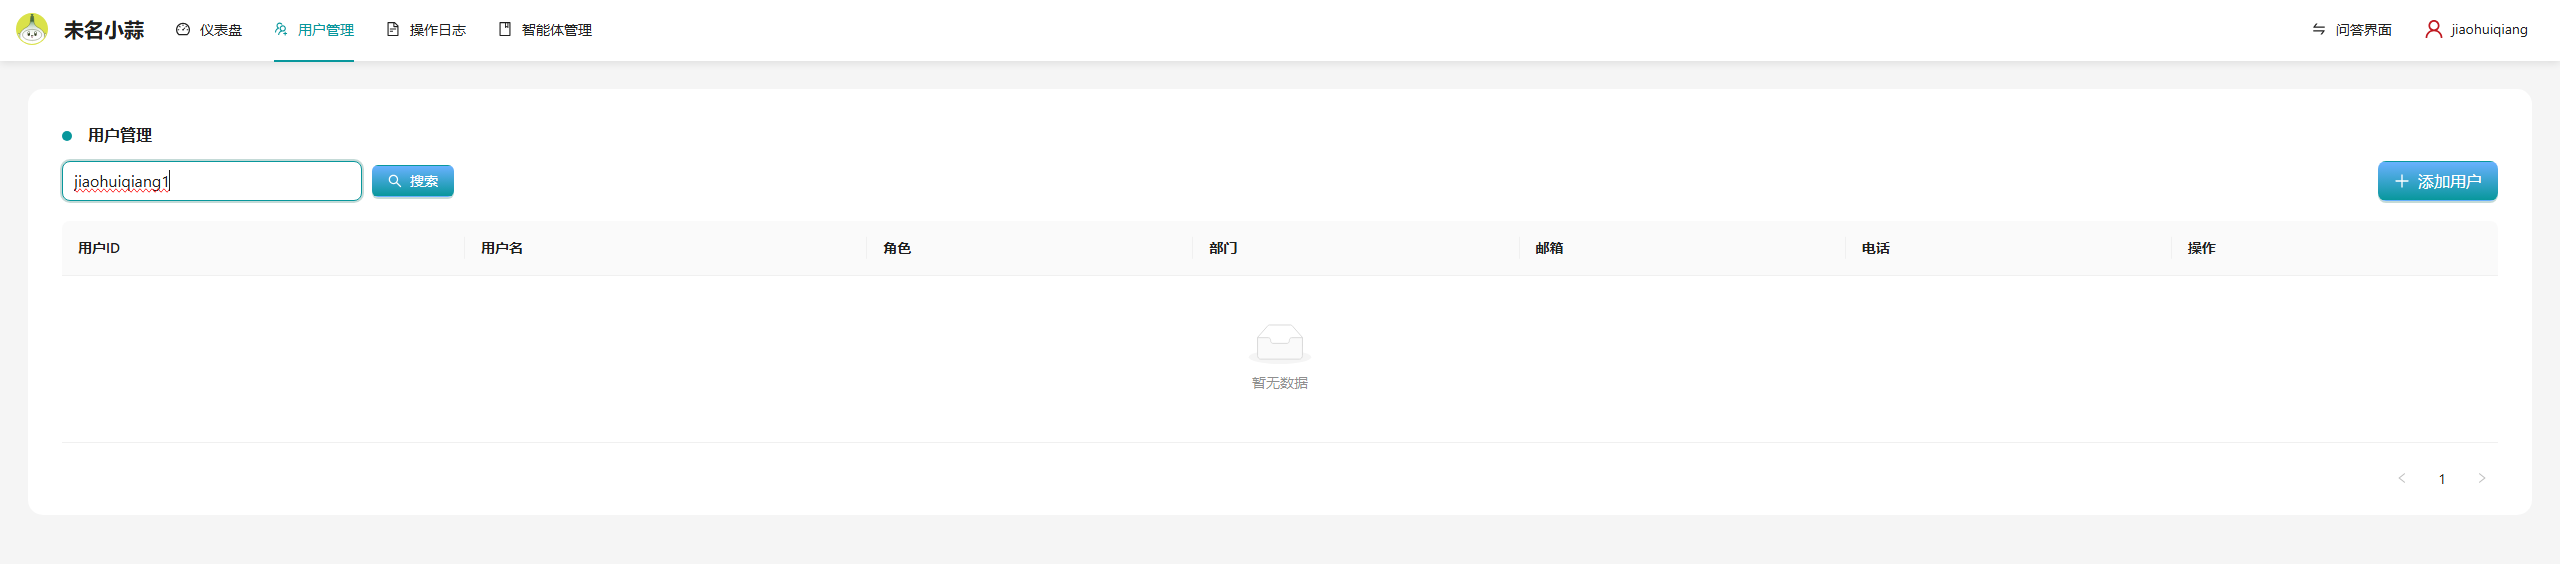 未名小蒜 仪表盘 用户管理 操作日志 智能体管理 问答界面 jiaohuiqiang
用户管理
jiaohuiqiang1 搜索 添加用户
用户ID 用户名 角色 部门 邮箱 电话 操作
暂无数据
1